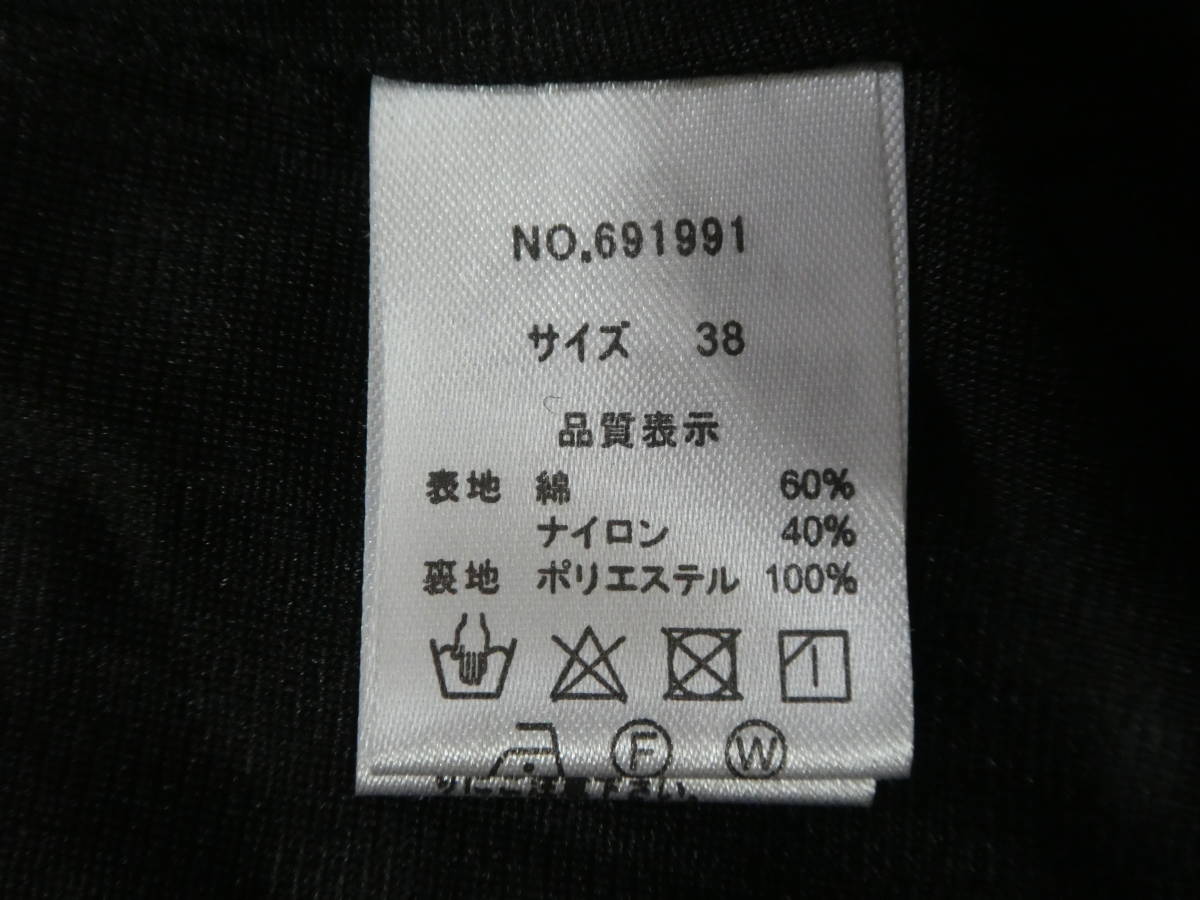 NO.691991
サイズ 38
品質表示
表地 綿 60%
ナイロン 40%
裏地 ポリエステル 100%
F W